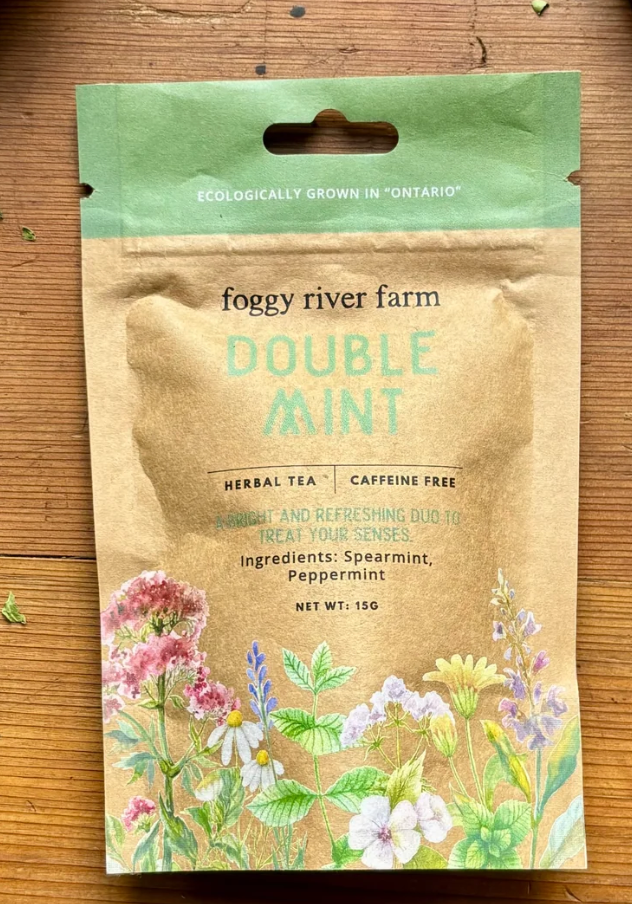 ECOLOGICALLY GROWN IN "ONTARIO"
foggy river farm
DOUBLE
MINT
HERBAL TEA | CAFFEINE FREE
A BRIGHT AND REFRESHING DUO TO
TREAT YOUR SENSES.
Ingredients: Spearmint,
Peppermint
NET WT: 15G